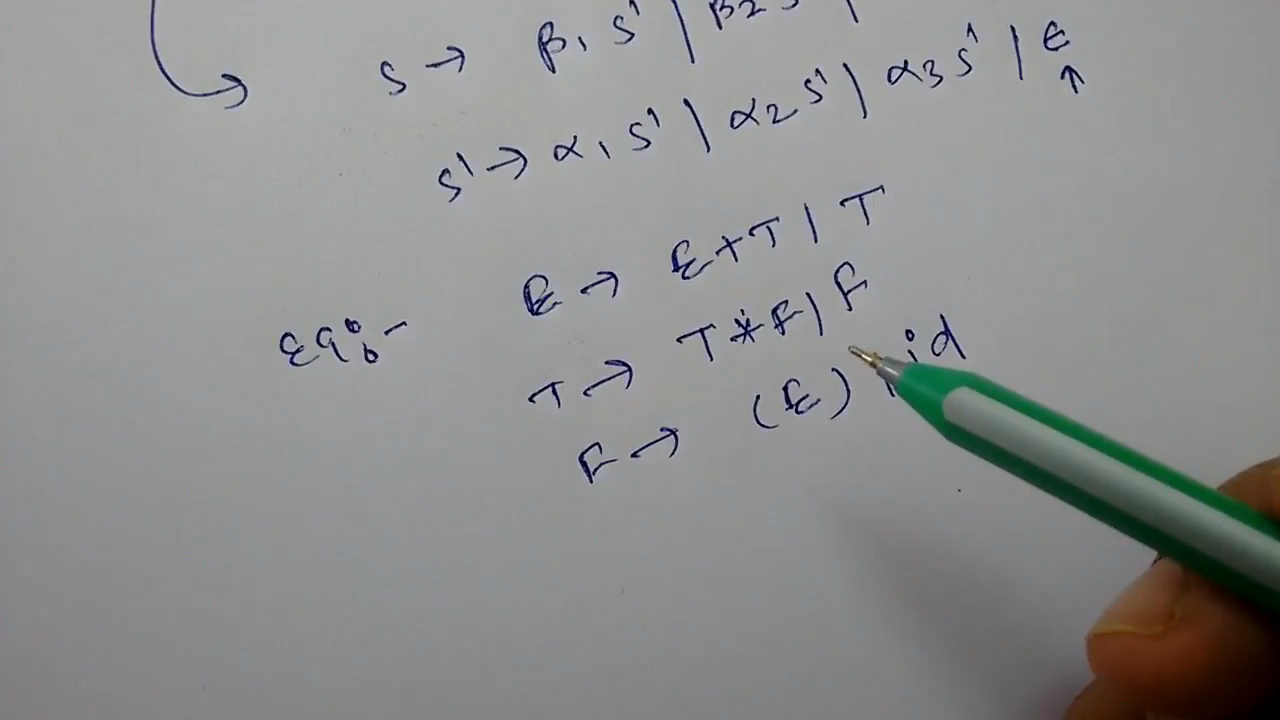 S → β1 S' | β2 S' |
S' → α1 S' | α2 S' | α3 S' | ε
↑
Eg:- E → E+T | T
T → T * F | F
F → (E) | id